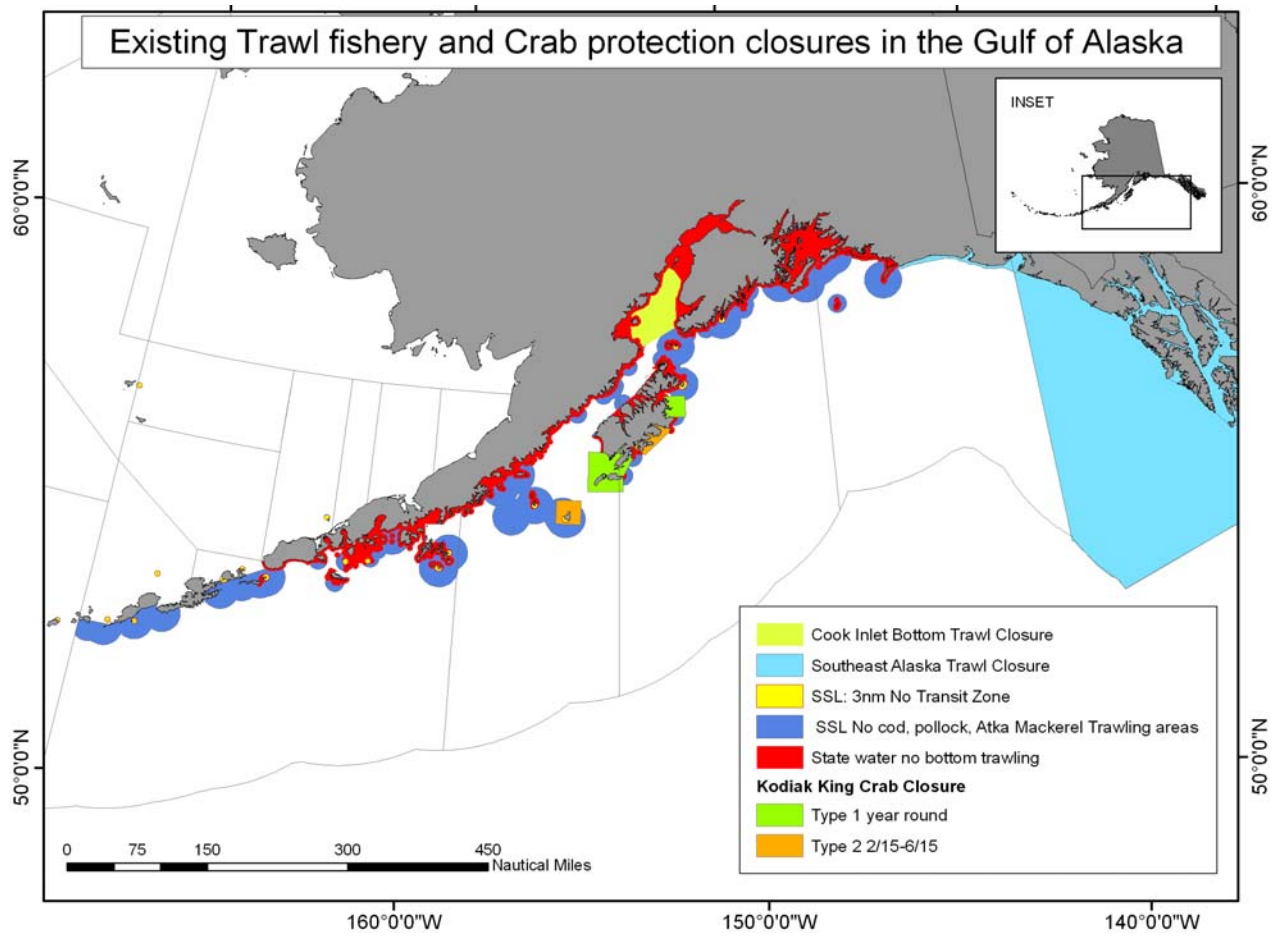 Existing Trawl fishery and Crab protection closures in the Gulf of Alaska
INSET
60°0'0"N
60°0'0"N
50°0'0"N
50°0'0"N
Cook Inlet Bottom Trawl Closure
Southeast Alaska Trawl Closure
SSL: 3nm No Transit Zone
SSL No cod, pollock, Atka Mackerel Trawling areas
State water no bottom trawling
Kodiak King Crab Closure
Type 1 year round
Type 2 2/15-6/15
0 75 150 300 450
Nautical Miles
160°0'0"W
150°0'0"W
140°0'0"W